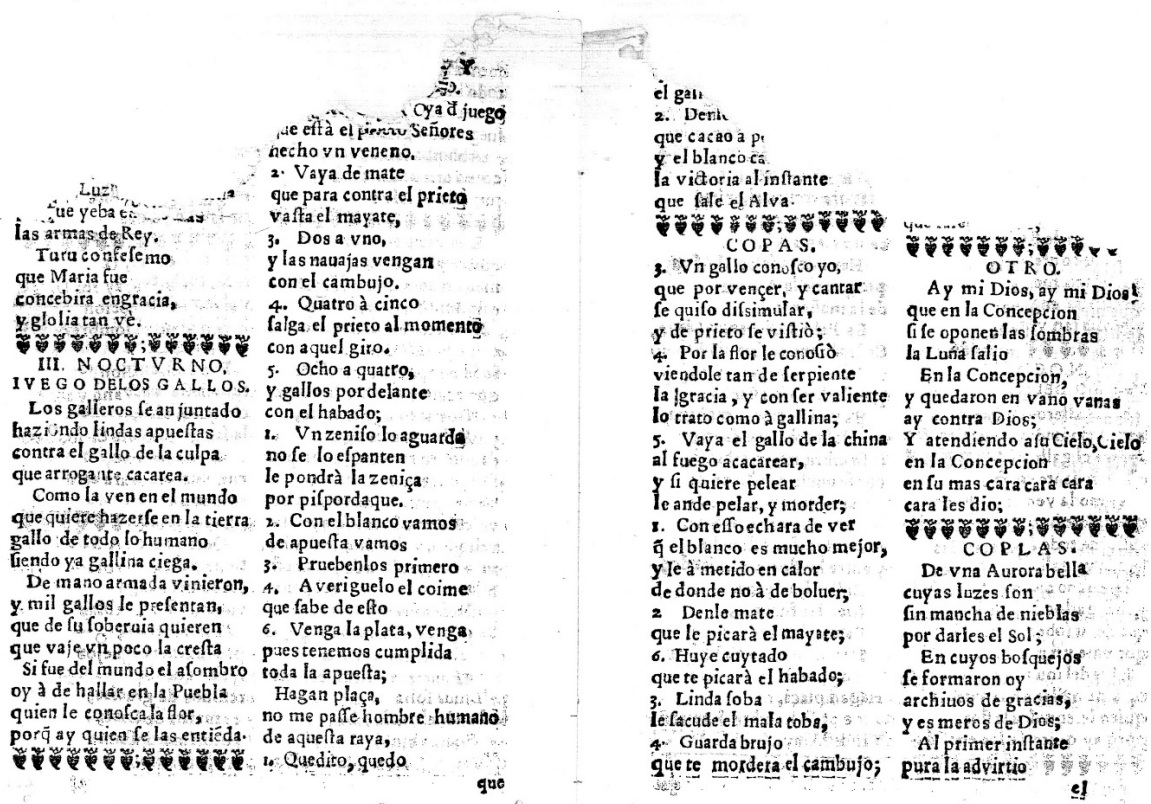 Luz
que yeba en
las armas de Rey.
Turu confesemo
que Maria fue
concebira engracia,
y glolia tan vè.
III. NOCTVRNO.
IVEGO DELOS GALLOS.
Los galleros ſe an juntado
haziendo lindas apueſtas
contra el gallo de la culpa
que arrogante cacarea.
Como la ven en el mundo
que quiere hazerſe en la tierra
gallo de todo lo humano
ſiendo ya gallina ciega.
De mano armada vinieron,
y mil gallos le preſentan,
que de ſu ſoberuia quieren
que vaje vn poco la creſta
Si fue del mundo el aſombro
oy à de hallar en la Puebla
quien le conoſca la flor,
porq̃ ay quien ſe las entiẽda.
Y
Oya đ juego
que eſtà el prieto Señores
hecho vn veneno.
2. Vaya de mate
que para contra el prieto
vaſta el mayate,
3. Dos a vno,
y las nauajas vengan
con el cambujo.
4. Quatro à cinco
ſalga el prieto al momento
con aquel giro.
5. Ocho a quatro,
y gallos por delante
con el habado;
1. Vn zeniſo lo aguarda
no ſe lo eſpanten
le pondrà la zeniça
por piſpordaque.
2. Con el blanco vamos
de apueſta vamos
3. Pruebenlos primero
4. Averiguelo el coime
que ſabe de eſto
6. Venga la plata, venga
pues tenemos cumplida
toda la apueſta;
Hagan plaça,
no me paſſe hombre humano
de aqueſta raya,
1. Quedito, quedo
que
el gall
2. Denle
que cacao a
y el blanco
la victoria al inſtante
que ſale el Alva.
COPAS.
3. Vn gallo conoſco yo,
que por vençer, y cantar
ſe quiſo diſsimular,
y de prieto ſe viſtiò;
4. Por la flor le conoſiò
viendole tan de ſerpiente
la gracia, y con ſer valiente
lo trato como à gallina;
5. Vaya el gallo de la china
al fuego acacarear,
y ſi quiere pelear
le ande pelar, y morder;
1. Con eſſo echara de ver
q̃ el blanco es mucho mejor,
y le à metido en calor
de donde no à de boluer;
2 Denle mate
que le picarà el mayate;
6. Huye cuytado
que te picarà el habado;
3. Linda ſoba
le ſacude el mala toba,
4. Guarda brujo
que te mordera el cambujo;
OTRO.
Ay mi Dios, ay mi Dios!
que en la Concepcion
ſi ſe oponen las ſombras
la Luna ſalio
En la Concepcion,
y quedaron en vano vanas
ay contra Dios;
Y atendiendo aſu Cielo, Cielo
en la Concepcion
en ſu mas cara cara cara
cara les dio;
COPLAS.
De vna Aurora bella
cuyas luzes ſon
ſin mancha de nieblas
por darles el Sol;
En cuyos boſquejos
ſe formaron oy
archiuos de gracias,
y es meros de Dios;
Al primer inſtante
pura la advirtio
el